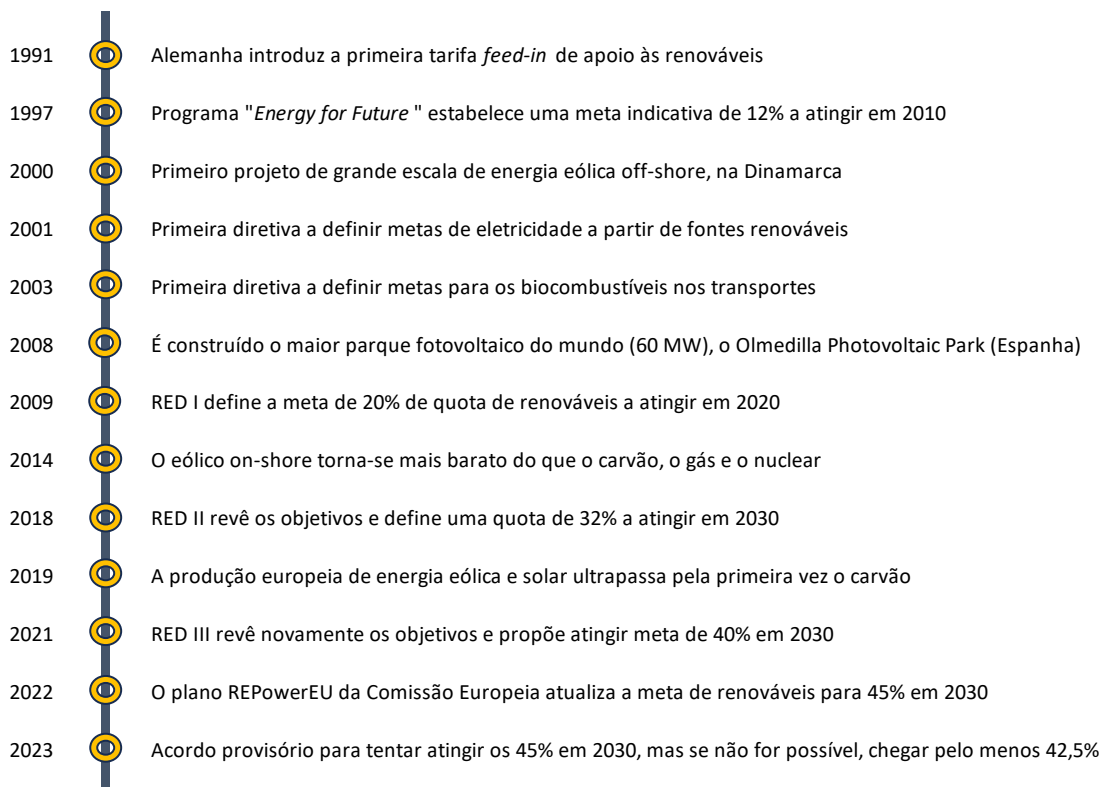 1991 Alemanha introduz a primeira tarifa feed-in de apoio às renováveis
1997 Programa "Energy for Future " estabelece uma meta indicativa de 12% a atingir em 2010
2000 Primeiro projeto de grande escala de energia eólica off-shore, na Dinamarca
2001 Primeira diretiva a definir metas de eletricidade a partir de fontes renováveis
2003 Primeira diretiva a definir metas para os biocombustíveis nos transportes
2008 É construído o maior parque fotovoltaico do mundo (60 MW), o Olmedilla Photovoltaic Park (Espanha)
2009 RED I define a meta de 20% de quota de renováveis a atingir em 2020
2014 O eólico on-shore torna-se mais barato do que o carvão, o gás e o nuclear
2018 RED II revê os objetivos e define uma quota de 32% a atingir em 2030
2019 A produção europeia de energia eólica e solar ultrapassa pela primeira vez o carvão
2021 RED III revê novamente os objetivos e propõe atingir meta de 40% em 2030
2022 O plano REPowerEU da Comissão Europeia atualiza a meta de renováveis para 45% em 2030
2023 Acordo provisório para tentar atingir os 45% em 2030, mas se não for possível, chegar pelo menos 42,5%